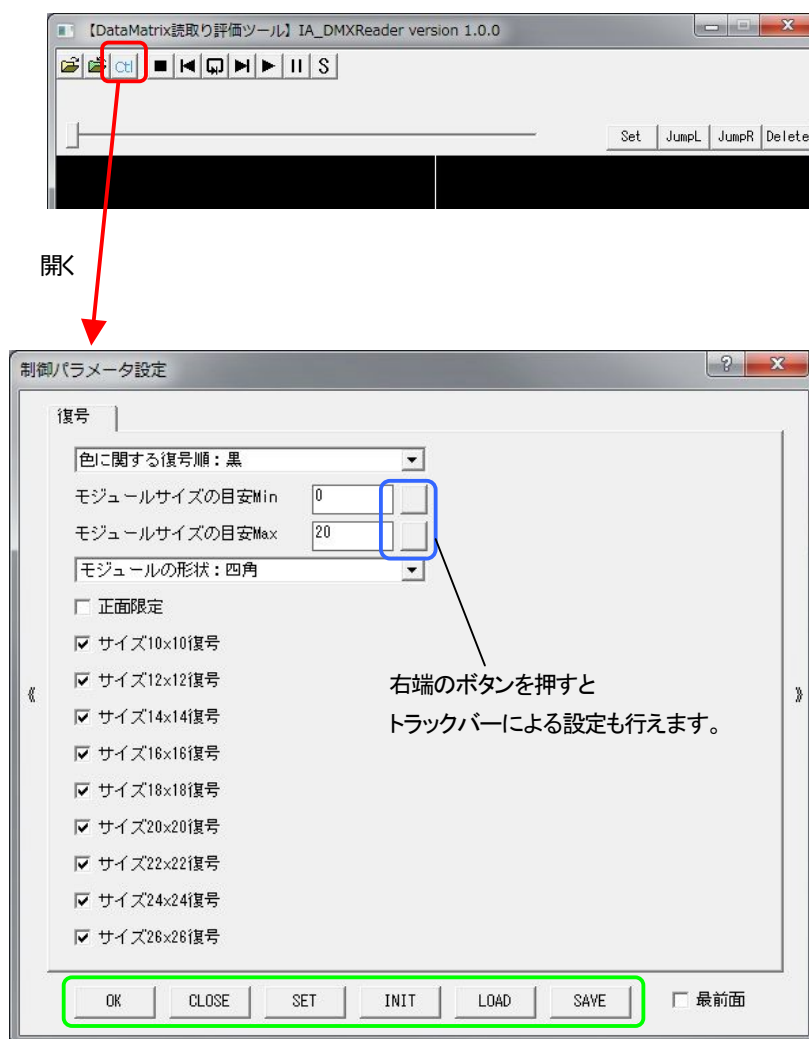 【DataMatrix読取り評価ツール】IA_DMXReader version 1.0.0
Ctl S
Set JumpL JumpR Delete
開く
制御パラメータ設定
復号
色に関する復号順：黒
モジュールサイズの目安Min 0
モジュールサイズの目安Max 20
モジュールの形状：四角
正面限定
サイズ10x10復号
サイズ12x12復号
サイズ14x14復号
サイズ16x16復号
サイズ18x18復号
サイズ20x20復号
サイズ22x22復号
サイズ24x24復号
サイズ26x26復号
右端のボタンを押すと
トラックバーによる設定も行えます。
《 》
OK CLOSE SET INIT LOAD SAVE 最前面